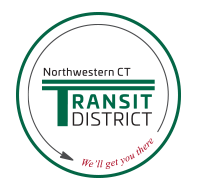 Northwestern CT
TRANSIT
DISTRICT
We'll get you there